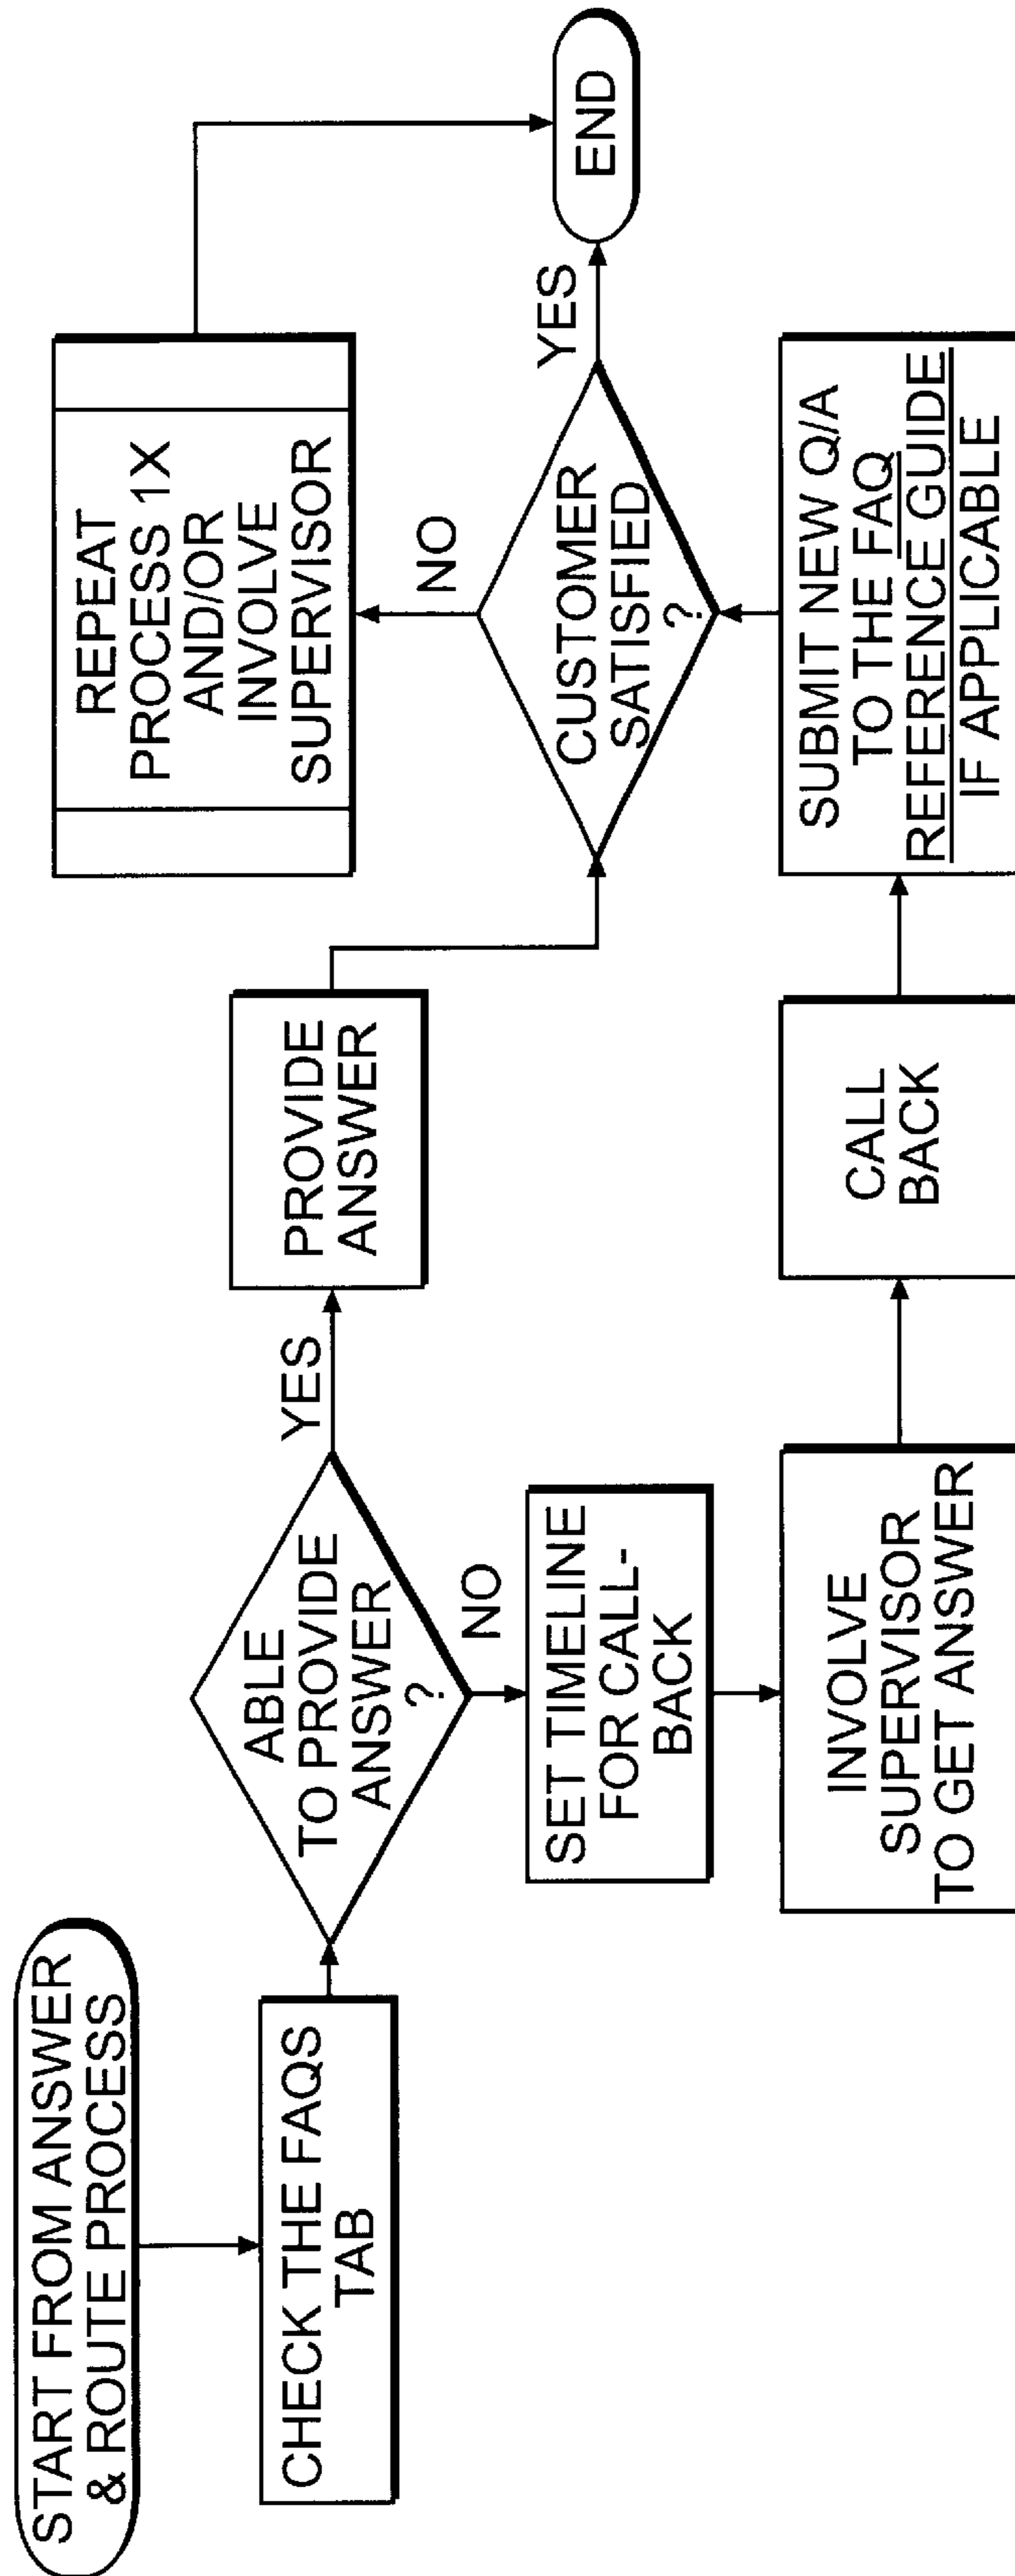 START FROM ANSWER
& ROUTE PROCESS
CHECK THE FAQS
TAB
ABLE
TO PROVIDE
ANSWER
?
YES
PROVIDE
ANSWER
NO
SET TIMELINE
FOR CALL-
BACK
INVOLVE
SUPERVISOR
TO GET ANSWER
CALL
BACK
SUBMIT NEW Q/A
TO THE FAQ
REFERENCE GUIDE
IF APPLICABLE
CUSTOMER
SATISFIED
?
NO
REPEAT
PROCESS 1X
AND/OR
INVOLVE
SUPERVISOR
YES
END